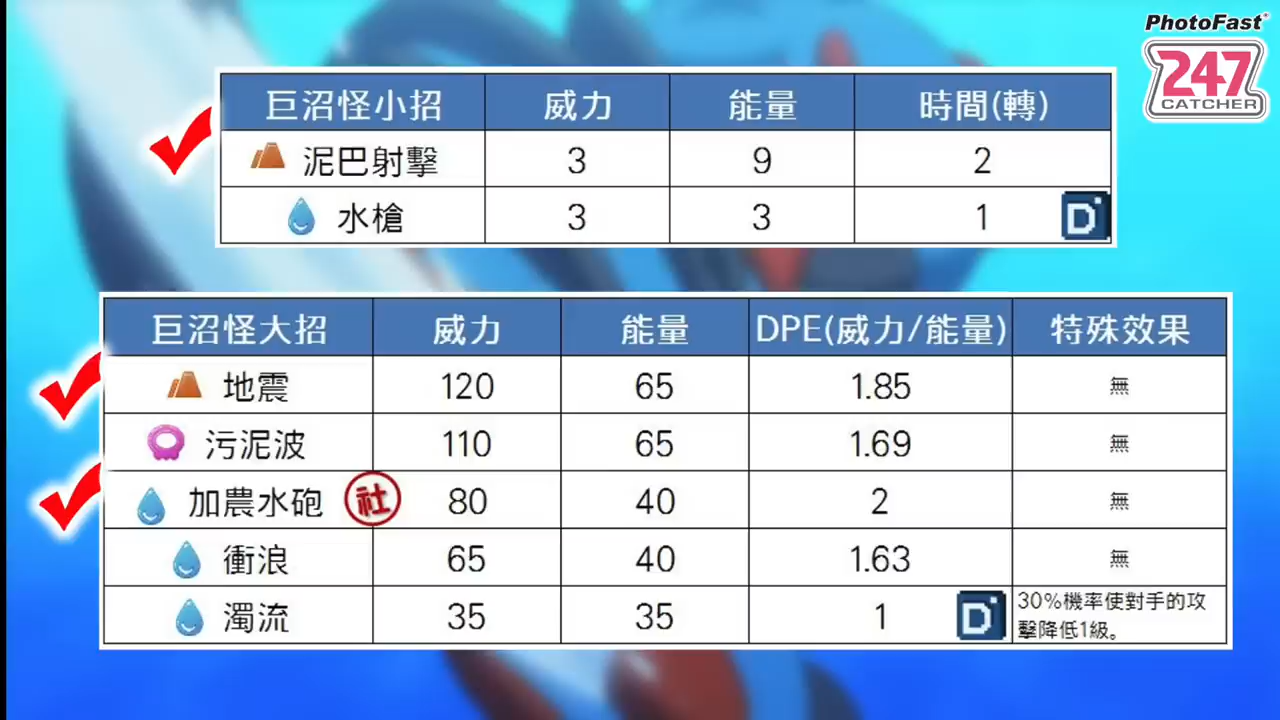 PhotoFast
247
CATCHER
巨沼怪小招 威力 能量 時間(轉)
泥巴射擊 3 9 2
水槍 3 3 1 D
巨沼怪大招 威力 能量 DPE(威力/能量) 特殊效果
地震 120 65 1.85 無
污泥波 110 65 1.69 無
加農水砲 社 80 40 2 無
衝浪 65 40 1.63 無
濁流 35 35 1 D 30%機率使對手的攻
擊降低1級。